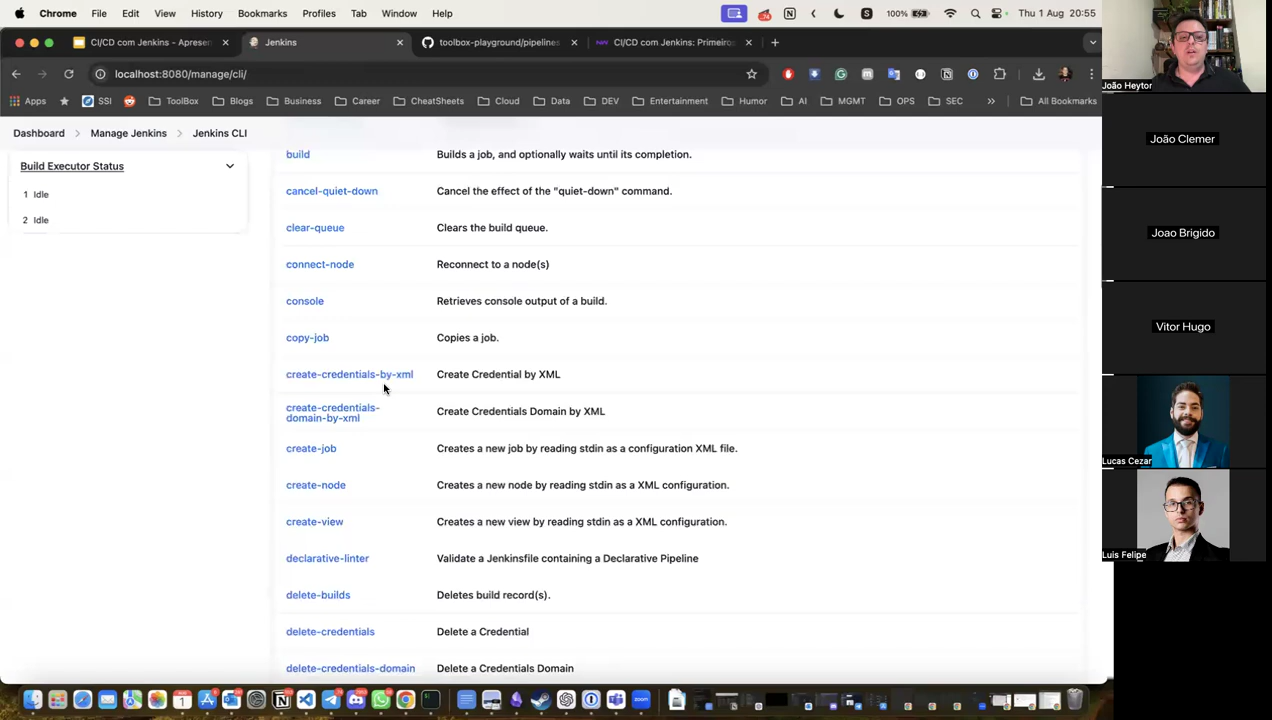 Chrome File Edit View History Bookmarks Profiles Tab Window Help 100% Thu 1 Aug 20:55
CI/CD com Jenkins - Apresen
Jenkins
toolbox-playground/pipelines
CI/CD com Jenkins: Primeiros
localhost:8080/manage/cli/
Apps SSI ToolBox Blogs Business Career CheatSheets Cloud Data DEV Entertainment Humor AI MGMT OPS SEC » All Bookmarks
Dashboard Manage Jenkins Jenkins CLI
Build Executor Status
1 Idle
2 Idle
build Builds a job, and optionally waits until its completion.
cancel-quiet-down Cancel the effect of the "quiet-down" command.
clear-queue Clears the build queue.
connect-node Reconnect to a node(s)
console Retrieves console output of a build.
copy-job Copies a job.
create-credentials-by-xml Create Credential by XML
create-credentials-
domain-by-xml Create Credentials Domain by XML
create-job Creates a new job by reading stdin as a configuration XML file.
create-node Creates a new node by reading stdin as a XML configuration.
create-view Creates a new view by reading stdin as a XML configuration.
declarative-linter Validate a Jenkinsfile containing a Declarative Pipeline
delete-builds Deletes build record(s).
delete-credentials Delete a Credential
delete-credentials-domain Delete a Credentials Domain
João Heytor
João Clemer
Joao Brigido
Vitor Hugo
Lucas Cezar
Luis Felipe